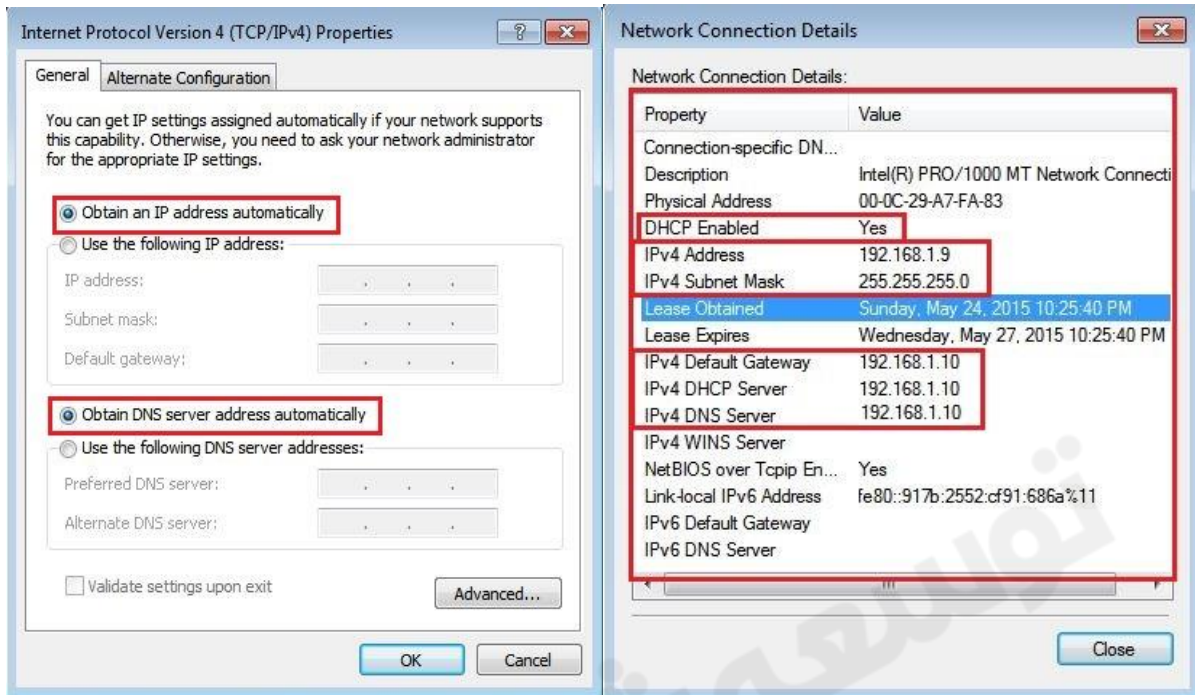 Internet Protocol Version 4 (TCP/IPv4) Properties
General
Alternate Configuration
You can get IP settings assigned automatically if your network supports
this capability. Otherwise, you need to ask your network administrator
for the appropriate IP settings.
Obtain an IP address automatically
Use the following IP address:
IP address:
Subnet mask:
Default gateway:
Obtain DNS server address automatically
Use the following DNS server addresses:
Preferred DNS server:
Alternate DNS server:
Validate settings upon exit
Advanced...
OK
Cancel
Network Connection Details
Network Connection Details:
Property Value
Connection-specific DN...
Description Intel(R) PRO/1000 MT Network Connecti
Physical Address 00-0C-29-A7-FA-83
DHCP Enabled Yes
IPv4 Address 192.168.1.9
IPv4 Subnet Mask 255.255.255.0
Lease Obtained Sunday, May 24, 2015 10:25:40 PM
Lease Expires Wednesday, May 27, 2015 10:25:40 PM
IPv4 Default Gateway 192.168.1.10
IPv4 DHCP Server 192.168.1.10
IPv4 DNS Server 192.168.1.10
IPv4 WINS Server
NetBIOS over Tcpip En... Yes
Link-local IPv6 Address fe80::917b:2552:cf91:686a%11
IPv6 Default Gateway
IPv6 DNS Server
Close
توسعه